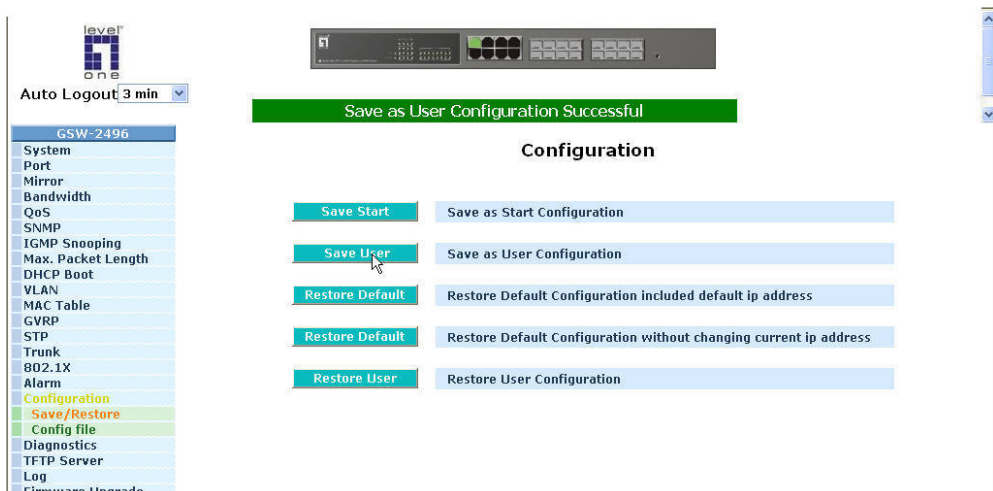 level
one
Auto Logout 3 min
Save as User Configuration Successful
GSW-2496
System
Port
Mirror
Bandwidth
QoS
SNMP
IGMP Snooping
Max. Packet Length
DHCP Boot
VLAN
MAC Table
GVRP
STP
Trunk
802.1X
Alarm
Configuration
Save/Restore
Config file
Diagnostics
TFTP Server
Log
Firmware Upgrade
Configuration
Save Start Save as Start Configuration
Save User Save as User Configuration
Restore Default Restore Default Configuration included default ip address
Restore Default Restore Default Configuration without changing current ip address
Restore User Restore User Configuration